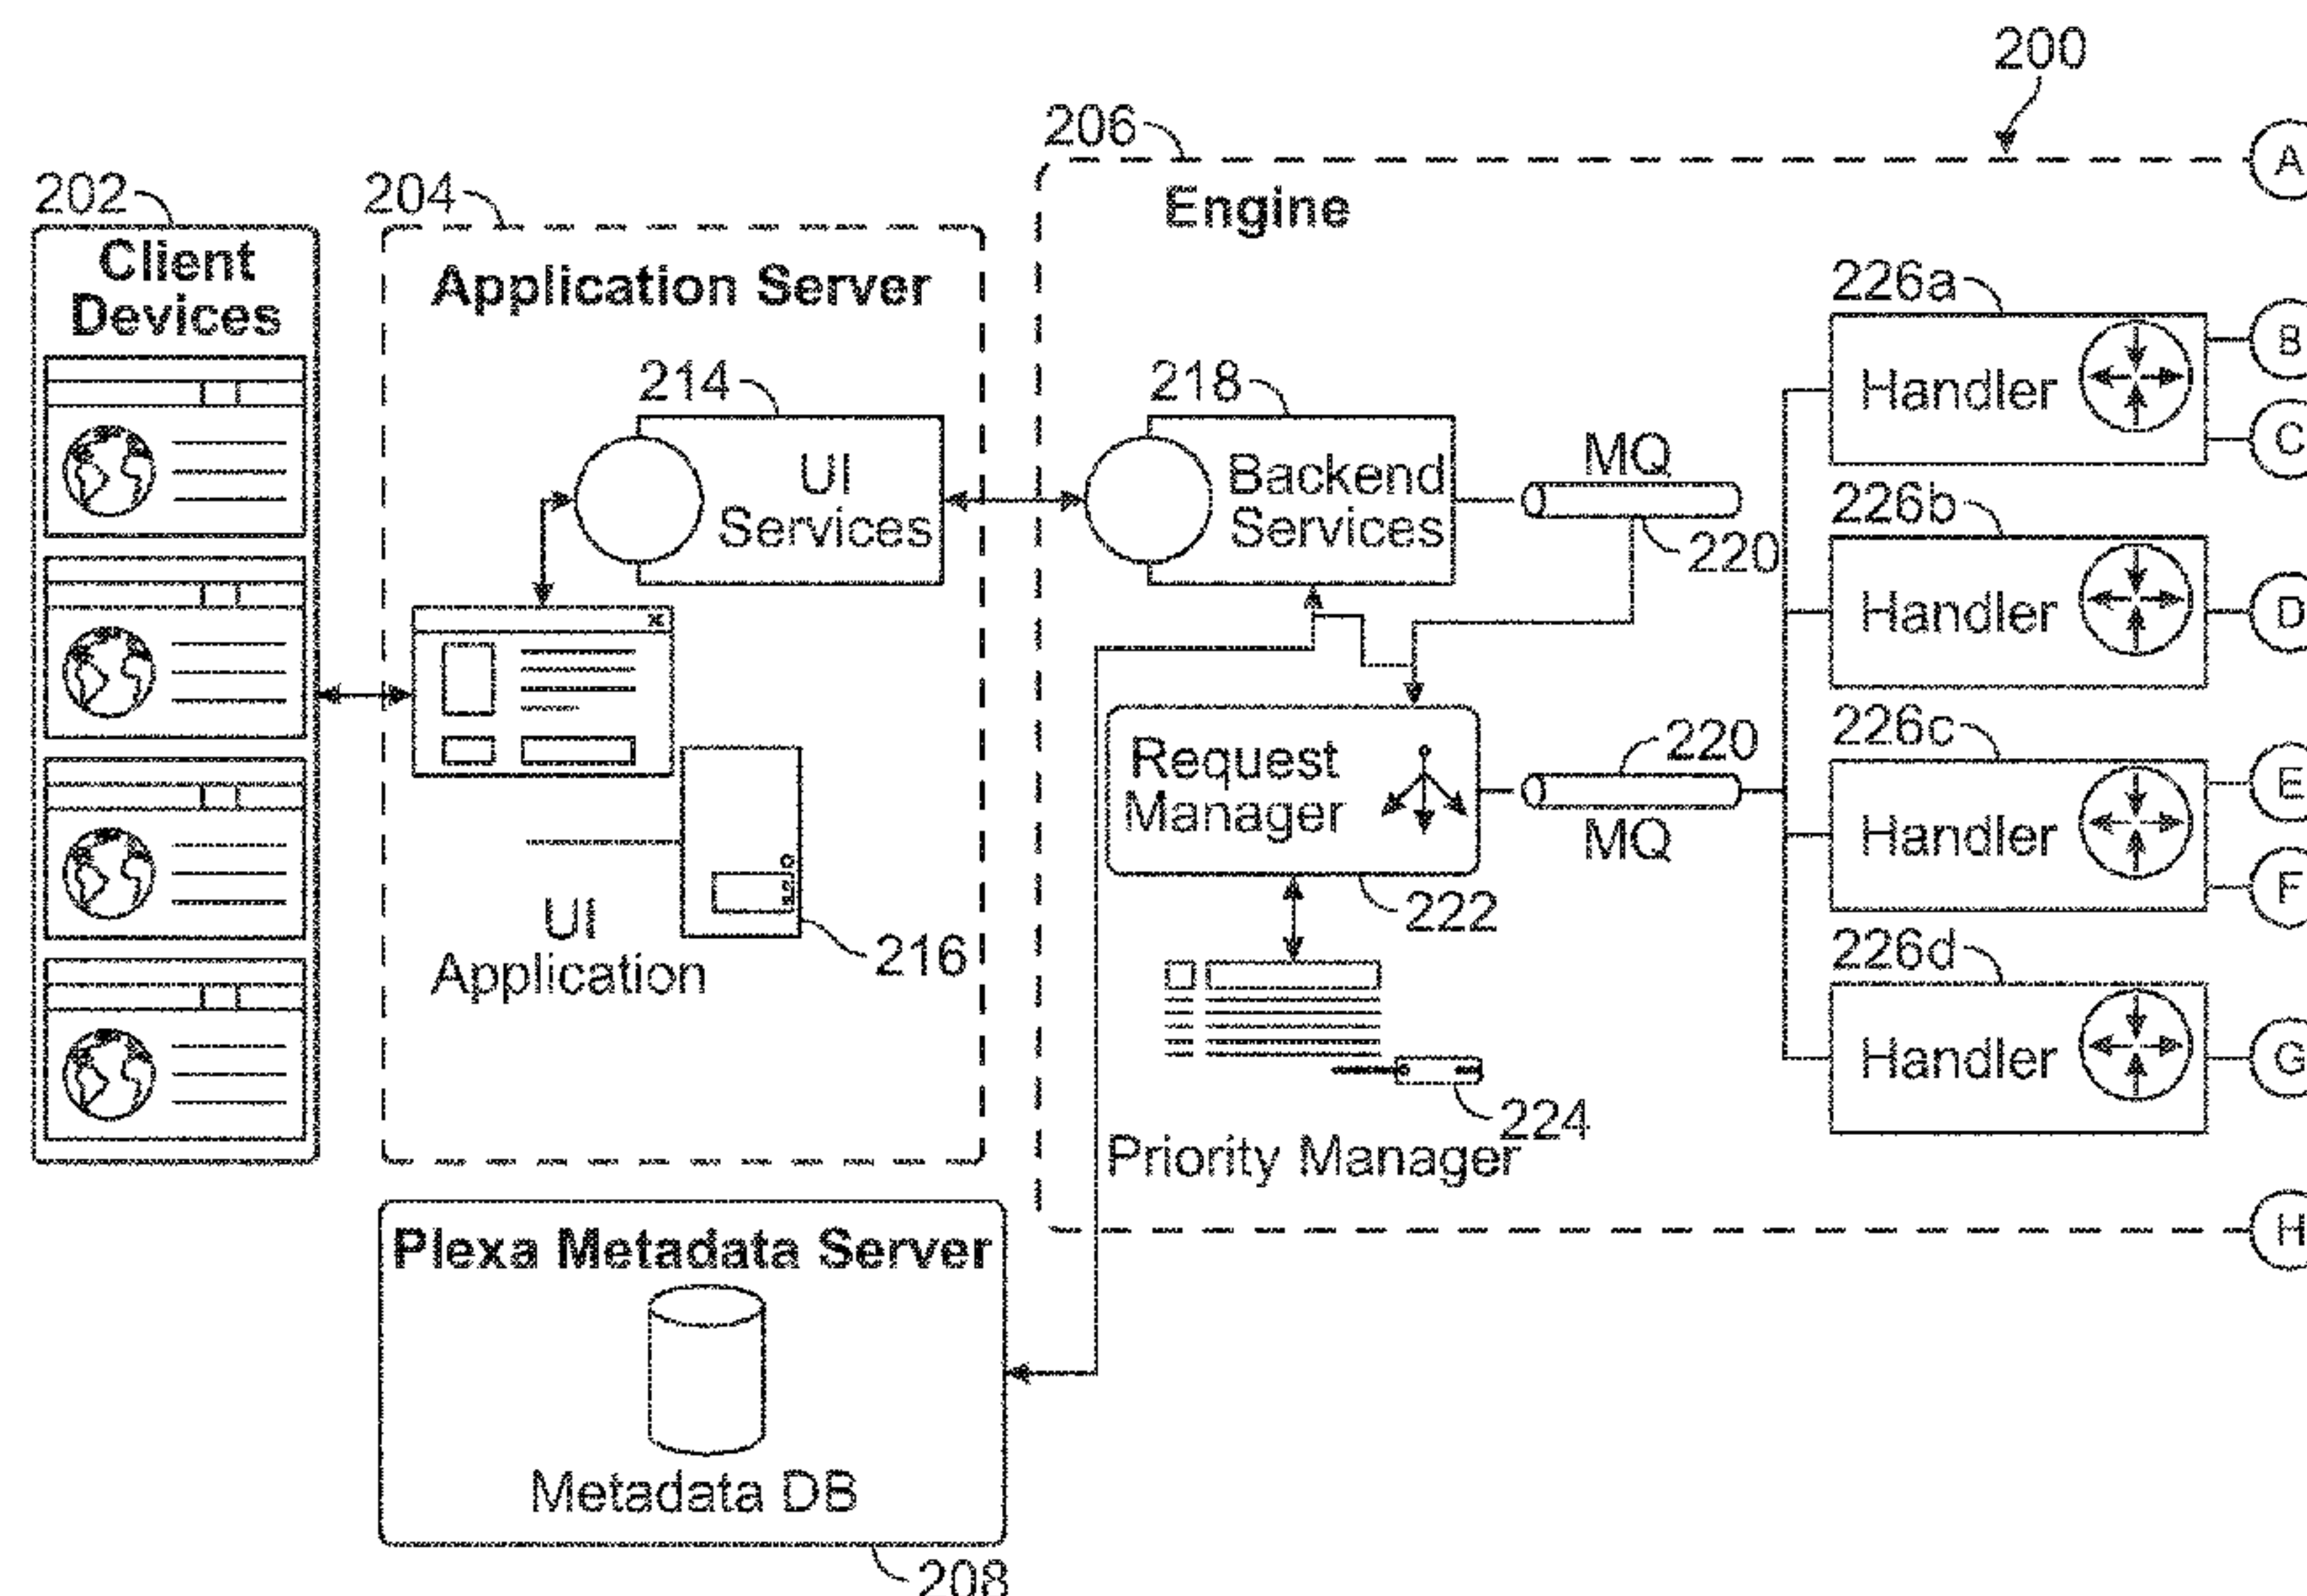 200
A
206
Engine
202
Client
Devices
204
Application Server
214
UI
Services
218
Backend
Services
MQ
220
226a
Handler
B
C
226b
Handler
D
Request
Manager
220
MQ
222
226c
Handler
E
F
UI
Application
216
226d
Handler
G
224
Priority Manager
H
Plexa Metadata Server
Metadata DB
208